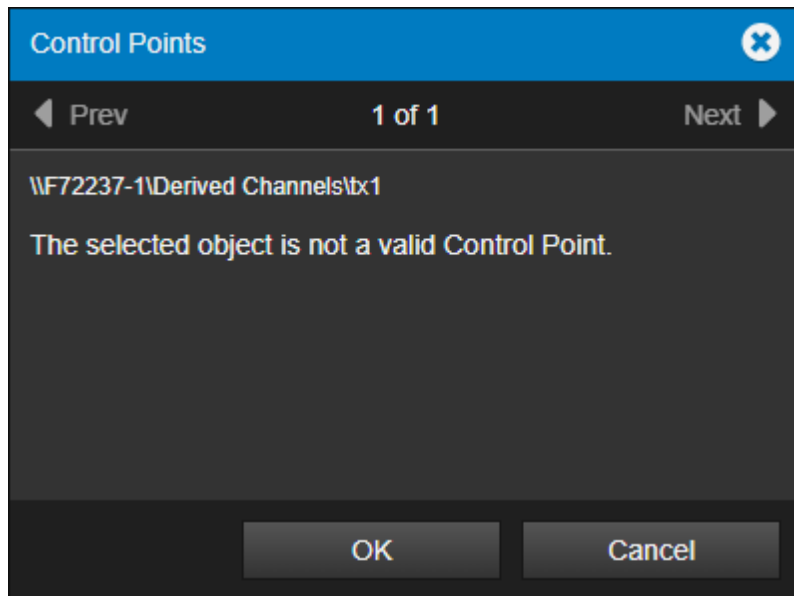 Control Points
Prev 1 of 1 Next
\\F72237-1\Derived Channels\tx1
The selected object is not a valid Control Point.
OK Cancel